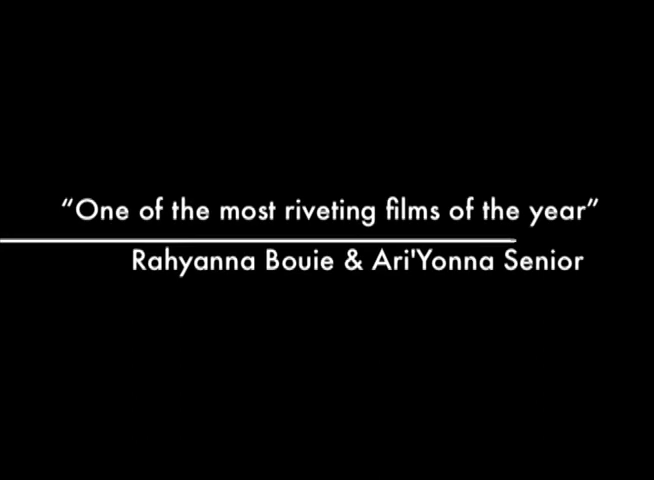 “One of the most riveting films of the year”
Rahyanna Bouie & Ari'Yonna Senior